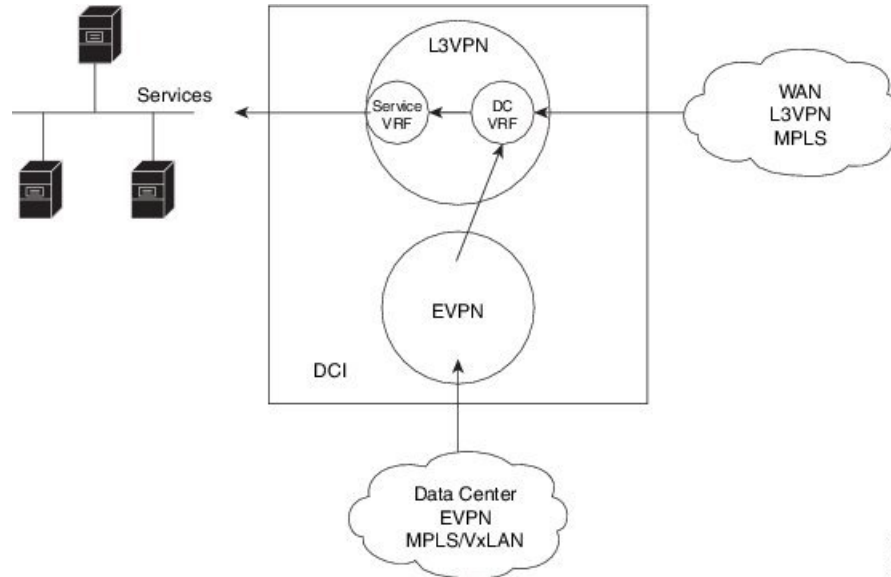 L3VPN
Services
Service
VRF
DC
VRF
WAN
L3VPN
MPLS
EVPN
DCI
Data Center
EVPN
MPLS/VxLAN